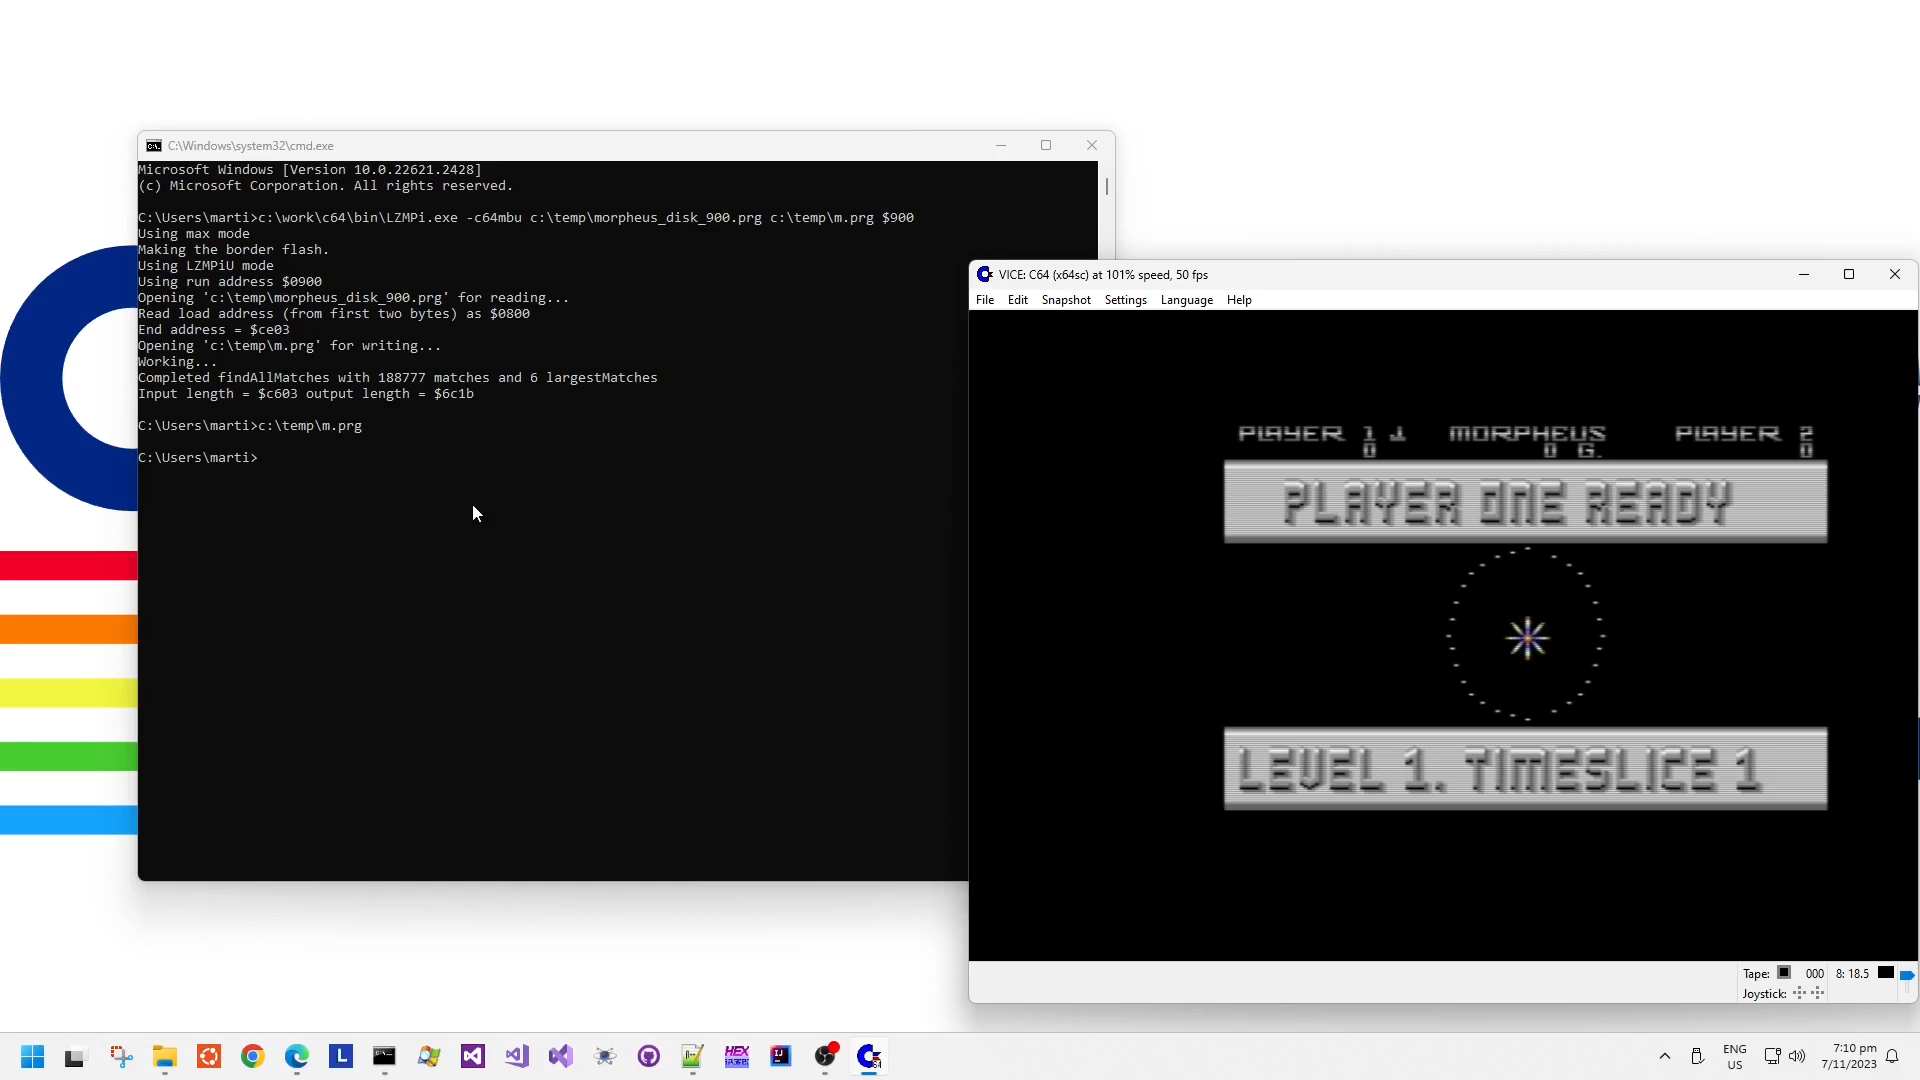 C:\Windows\system32\cmd.exe
Microsoft Windows [Version 10.0.22621.2428]
(c) Microsoft Corporation. All rights reserved.
C:\Users\marti>c:\work\c64\bin\LZMPi.exe -c64mbu c:\temp\morpheus_disk_900.prg c:\temp\m.prg $900
Using max mode
Making the border flash.
Using LZMPiU mode
Using run address $0900
Opening 'c:\temp\morpheus_disk_900.prg' for reading...
Read load address (from first two bytes) as $0800
End address = $ce03
Opening 'c:\temp\m.prg' for writing...
Working...
Completed findAllMatches with 188777 matches and 6 largestMatches
Input length = $c603 output length = $6c1b
C:\Users\marti>c:\temp\m.prg
C:\Users\marti>
VICE: C64 (x64sc) at 101% speed, 50 fps
File Edit Snapshot Settings Language Help
PLAYER 1 MORPHEUS PLAYER 2
0 0 G. 0
PLAYER ONE READY
LEVEL 1. TIMESLICE 1
Tape: 000 8: 18.5
Joystick:
L HEX IJ 64
ENG
US
7:10 pm
7/11/2023